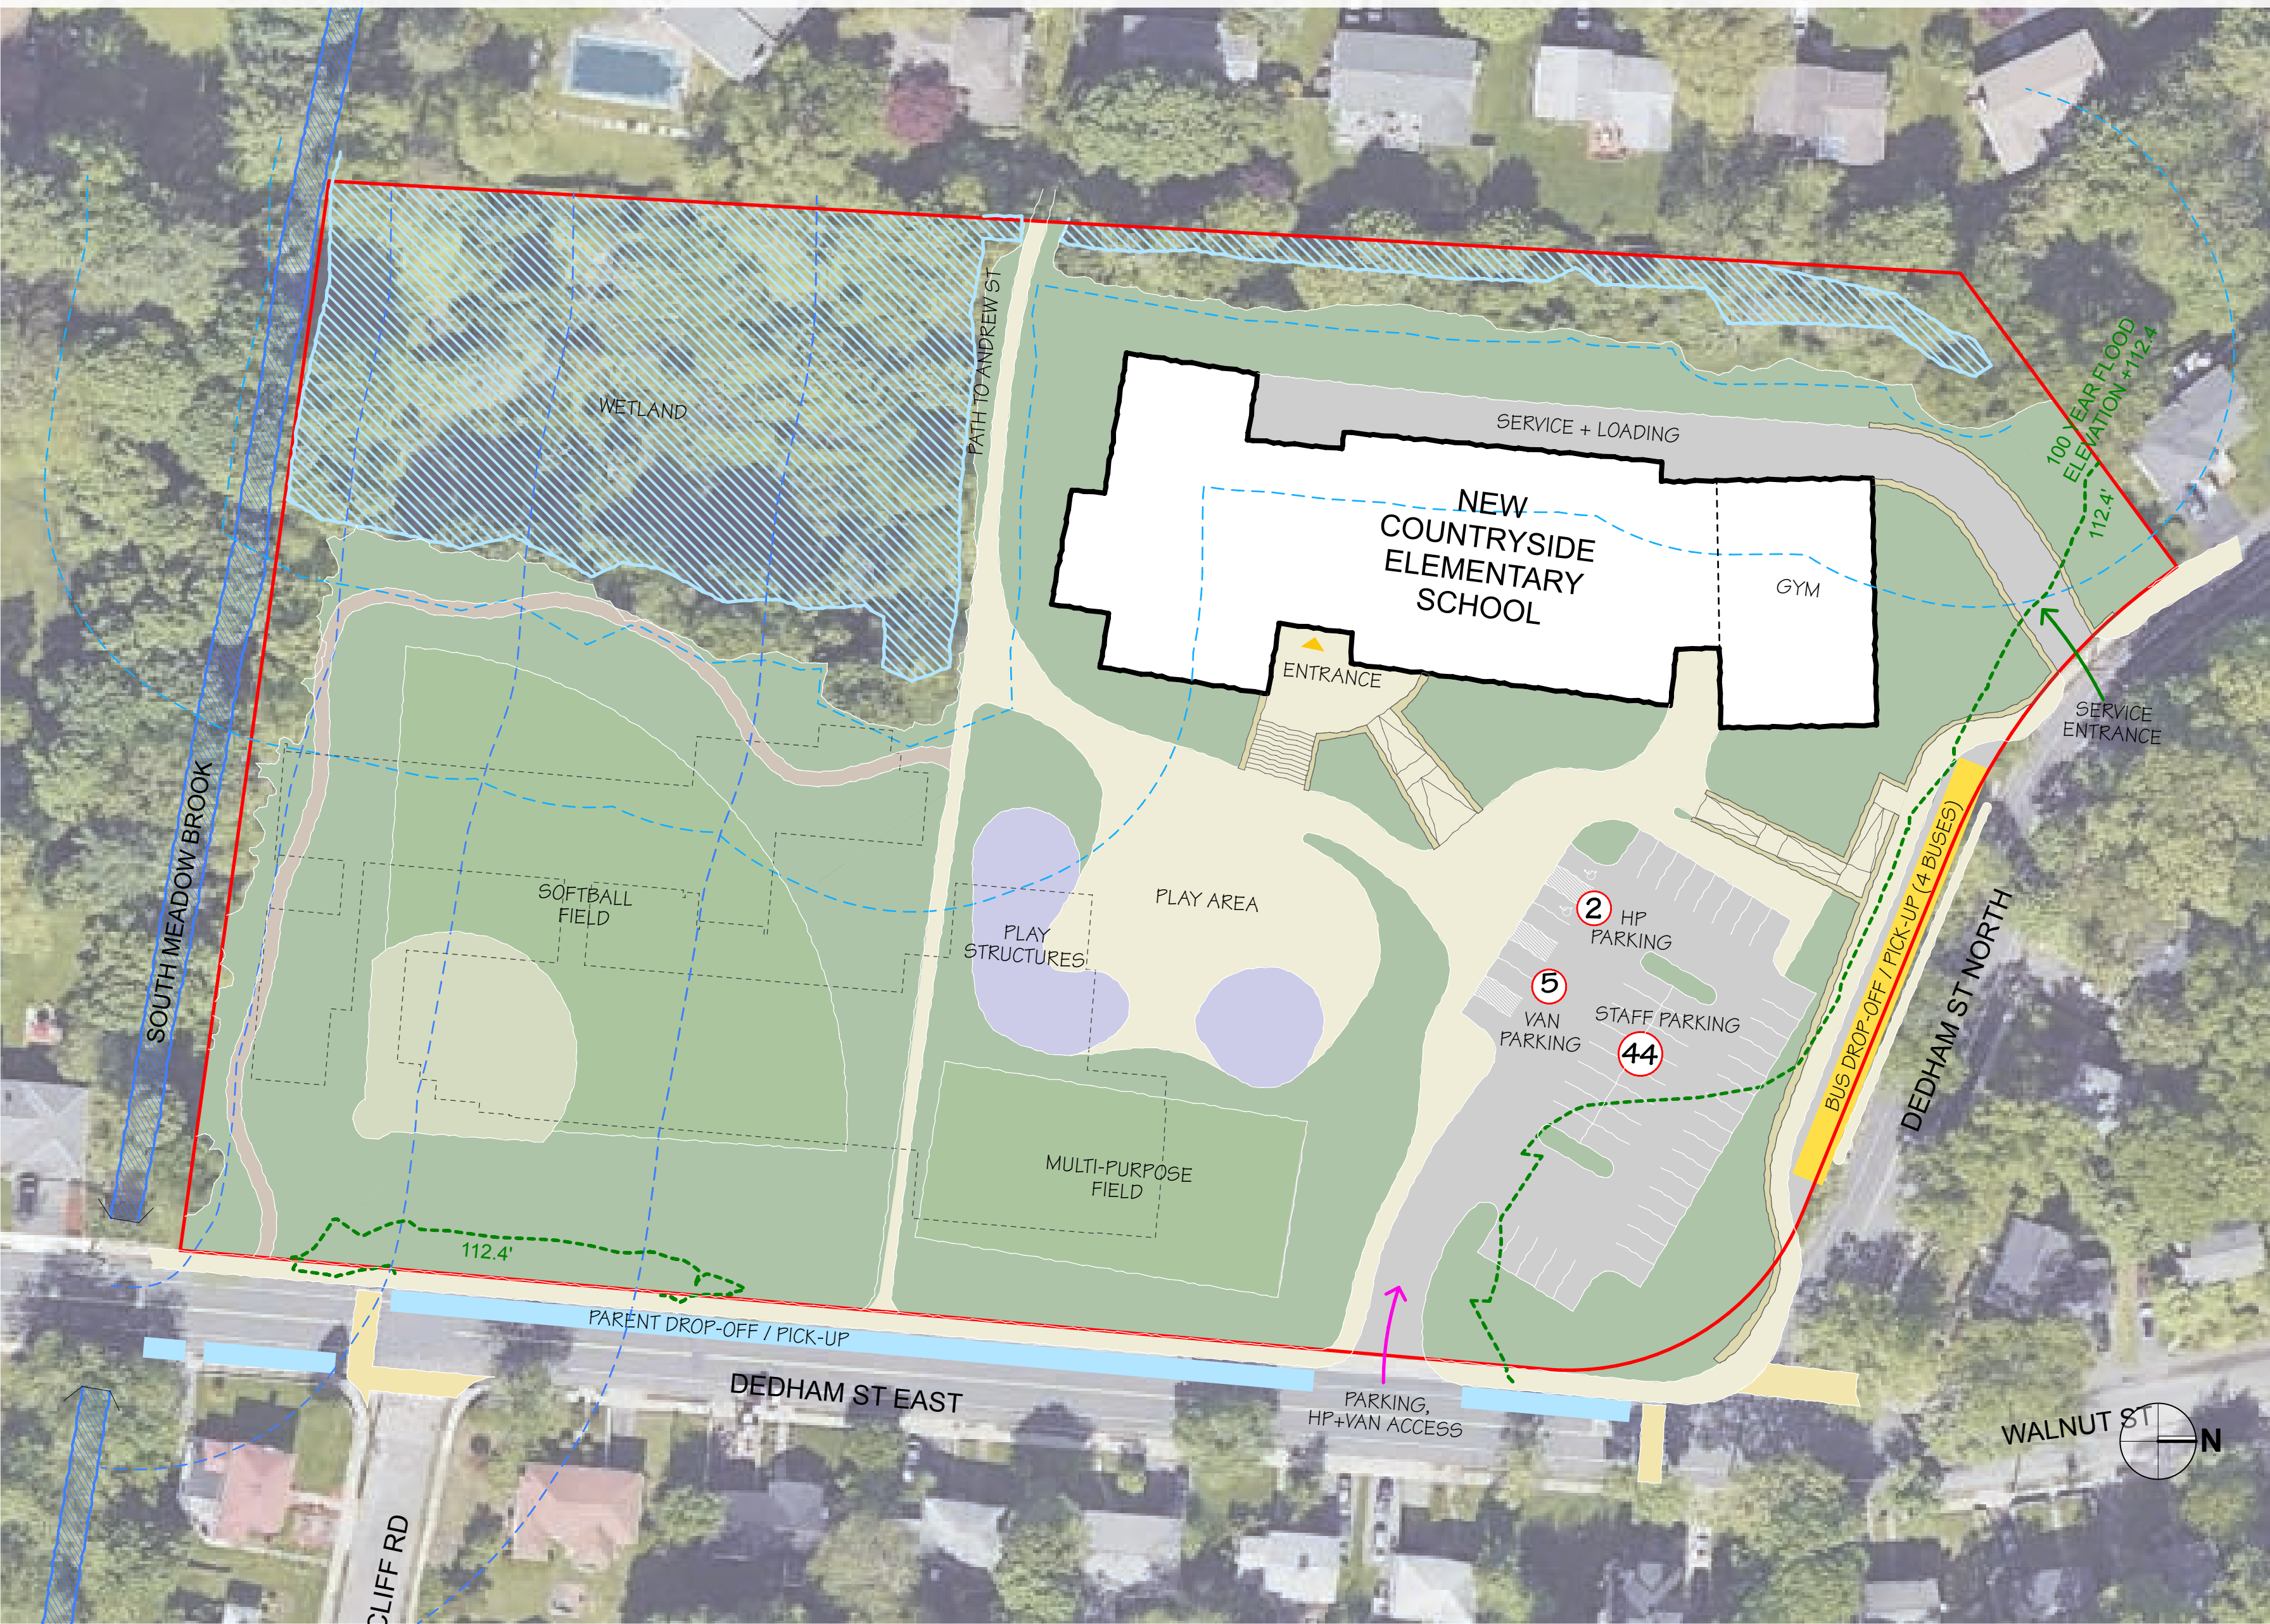 PATH TO ANDREW ST
WETLAND
SERVICE + LOADING
100 YEAR FLOOD
ELEVATION +112.4
112.4'
NEW
COUNTRYSIDE
ELEMENTARY
SCHOOL
GYM
ENTRANCE
SERVICE
ENTRANCE
SOUTH MEADOW BROOK
SOFTBALL
FIELD
PLAY
STRUCTURES
PLAY AREA
2
HP
PARKING
5
VAN
PARKING
STAFF PARKING
44
BUS DROP-OFF / PICK-UP (4 BUSES)
DEDHAM ST NORTH
MULTI-PURPOSE
FIELD
112.4'
PARENT DROP-OFF / PICK-UP
DEDHAM ST EAST
PARKING,
HP+VAN ACCESS
WALNUT ST
N
CLIFF RD